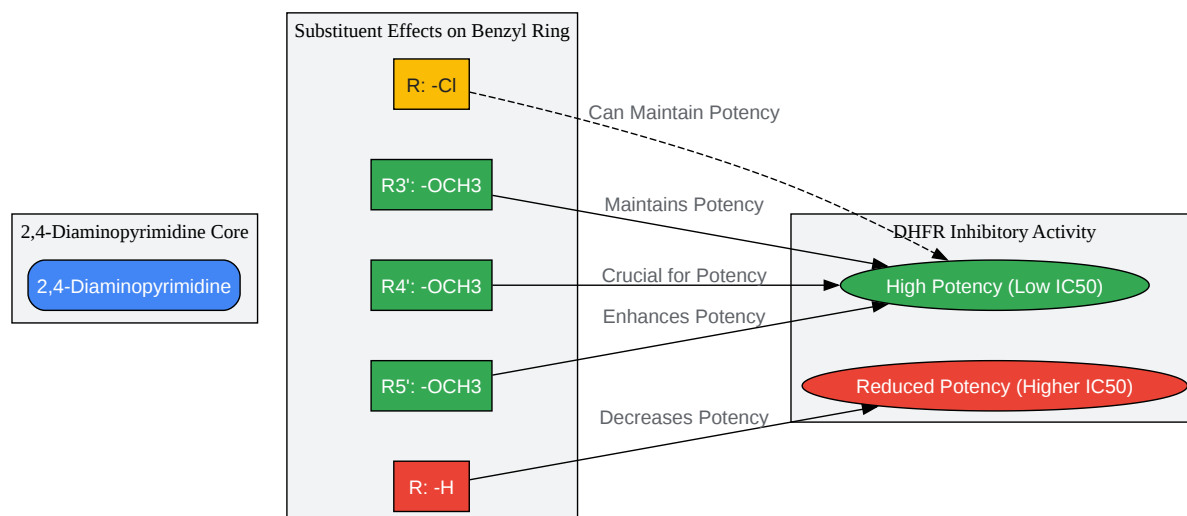 2,4-Diaminopyrimidine Core
2,4-Diaminopyrimidine
Substituent Effects on Benzyl Ring
R: -Cl
R3': -OCH3
R4': -OCH3
R5': -OCH3
R: -H
Can Maintain Potency
Maintains Potency
Crucial for Potency
Enhances Potency
Decreases Potency
DHFR Inhibitory Activity
High Potency (Low IC50)
Reduced Potency (Higher IC50)